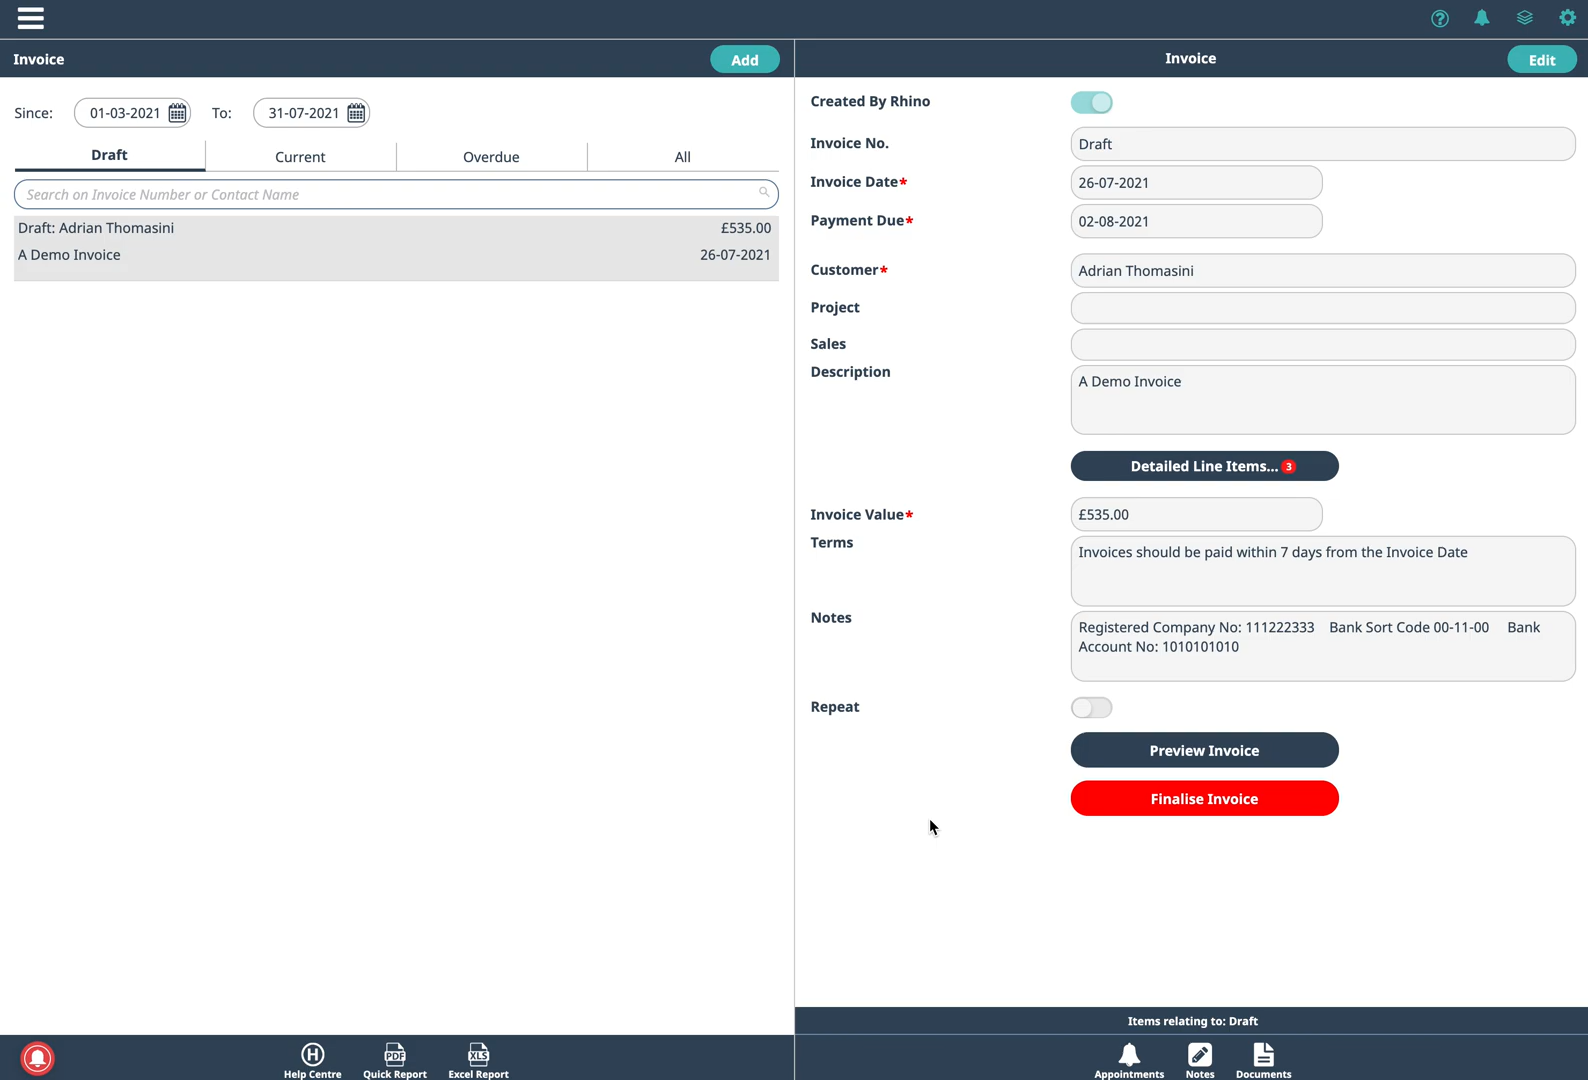 Invoice
Add
Since:
01-03-2021
To:
31-07-2021
Draft
Current
Overdue
All
Search on Invoice Number or Contact Name
Draft: Adrian Thomasini
£535.00
A Demo Invoice
26-07-2021
Help Centre
PDF
Quick Report
XLS
Excel Report
Invoice
Edit
Created By Rhino
Invoice No.
Draft
Invoice Date*
26-07-2021
Payment Due*
02-08-2021
Customer*
Adrian Thomasini
Project
Sales
Description
A Demo Invoice
Detailed Line Items... 3
Invoice Value*
£535.00
Terms
Invoices should be paid within 7 days from the Invoice Date
Notes
Registered Company No: 111222333 Bank Sort Code 00-11-00 Bank
Account No: 1010101010
Repeat
Preview Invoice
Finalise Invoice
Items relating to: Draft
Appointments
Notes
Documents